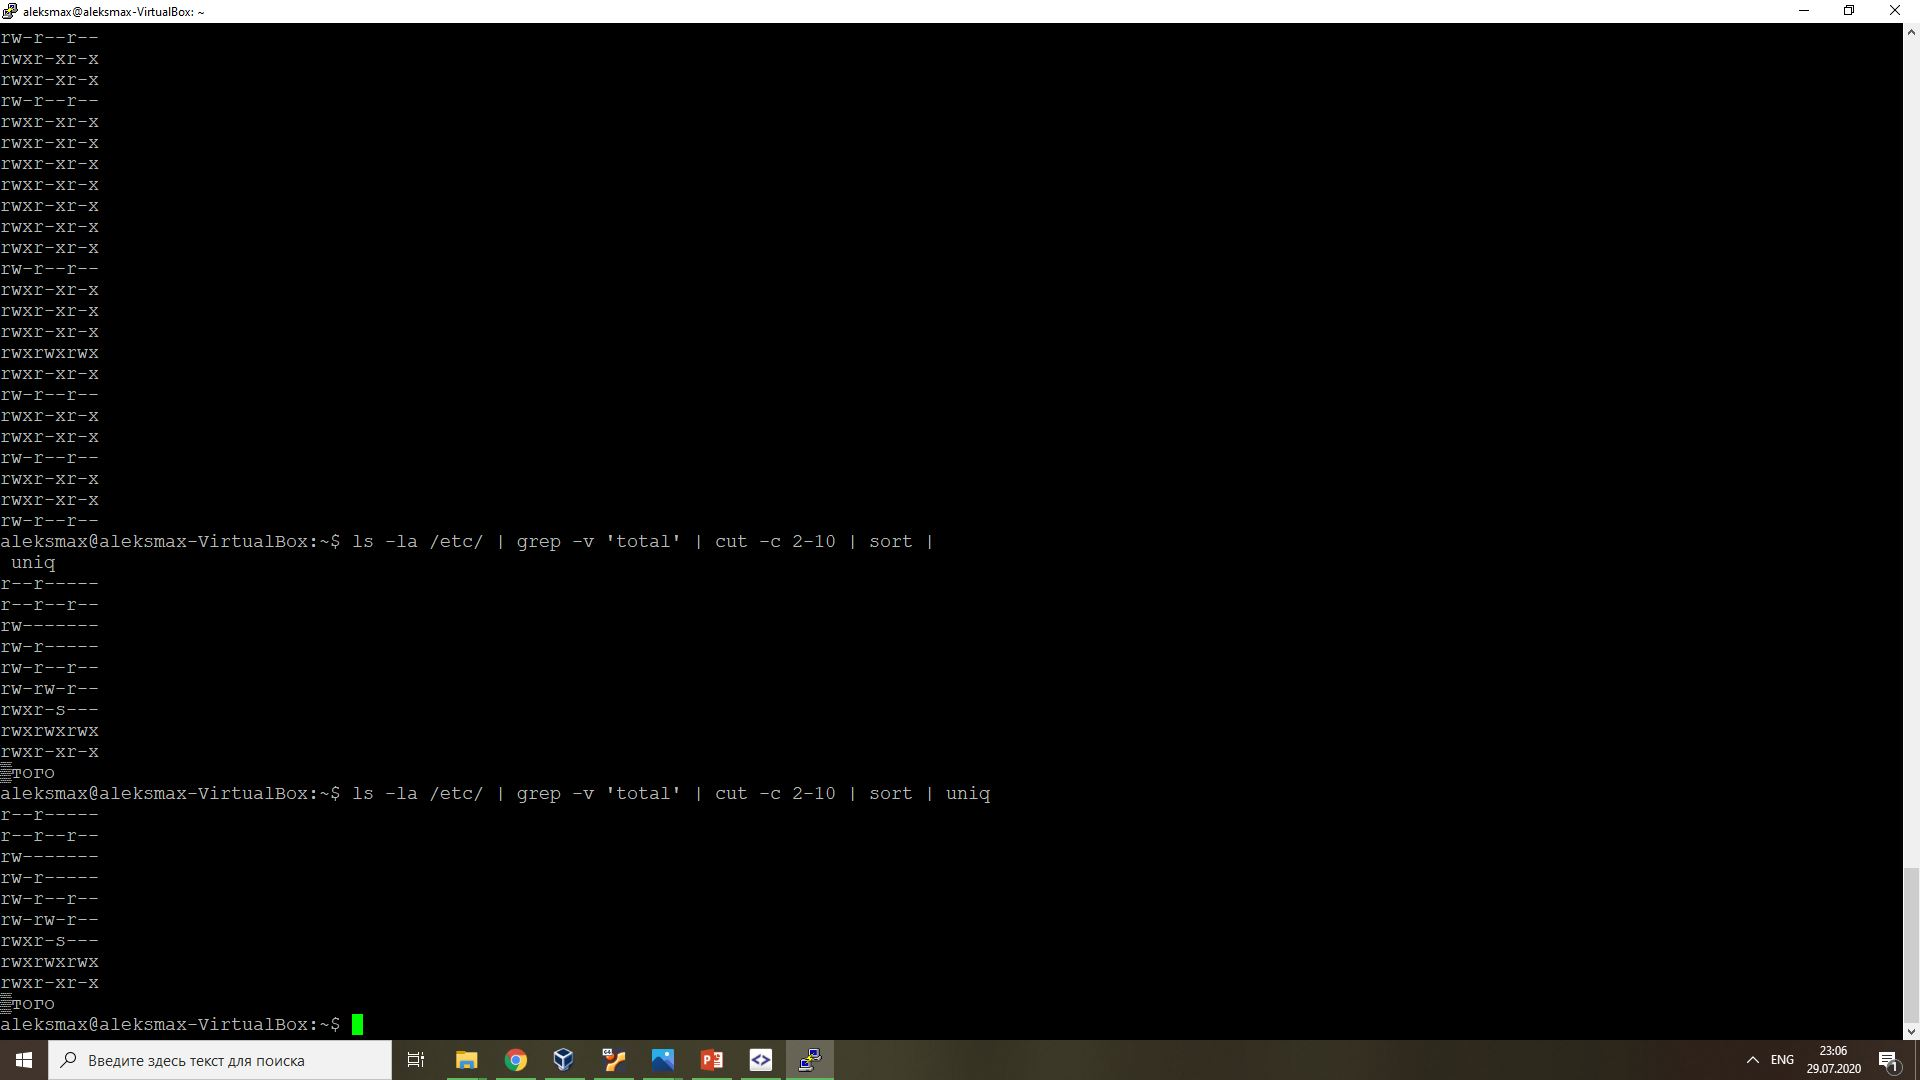 aleksmax@aleksmax-VirtualBox: ~
rw-r--r--
rwxr-xr-x
rwxr-xr-x
rw-r--r--
rwxr-xr-x
rwxr-xr-x
rwxr-xr-x
rwxr-xr-x
rwxr-xr-x
rwxr-xr-x
rwxr-xr-x
rw-r--r--
rwxr-xr-x
rwxr-xr-x
rwxr-xr-x
rwxrwxrwx
rwxr-xr-x
rw-r--r--
rwxr-xr-x
rwxr-xr-x
rw-r--r--
rwxr-xr-x
rwxr-xr-x
rw-r--r--
aleksmax@aleksmax-VirtualBox:~$ ls -la /etc/ | grep -v 'total' | cut -c 2-10 | sort |
 uniq
r--r-----
r--r--r--
rw-------
rw-r-----
rw-r--r--
rw-rw-r--
rwxr-s---
rwxrwxrwx
rwxr-xr-x
▒того
aleksmax@aleksmax-VirtualBox:~$ ls -la /etc/ | grep -v 'total' | cut -c 2-10 | sort | uniq
r--r-----
r--r--r--
rw-------
rw-r-----
rw-r--r--
rw-rw-r--
rwxr-s---
rwxrwxrwx
rwxr-xr-x
▒того
aleksmax@aleksmax-VirtualBox:~$
Введите здесь текст для поиска
ENG
23:06
29.07.2020
1